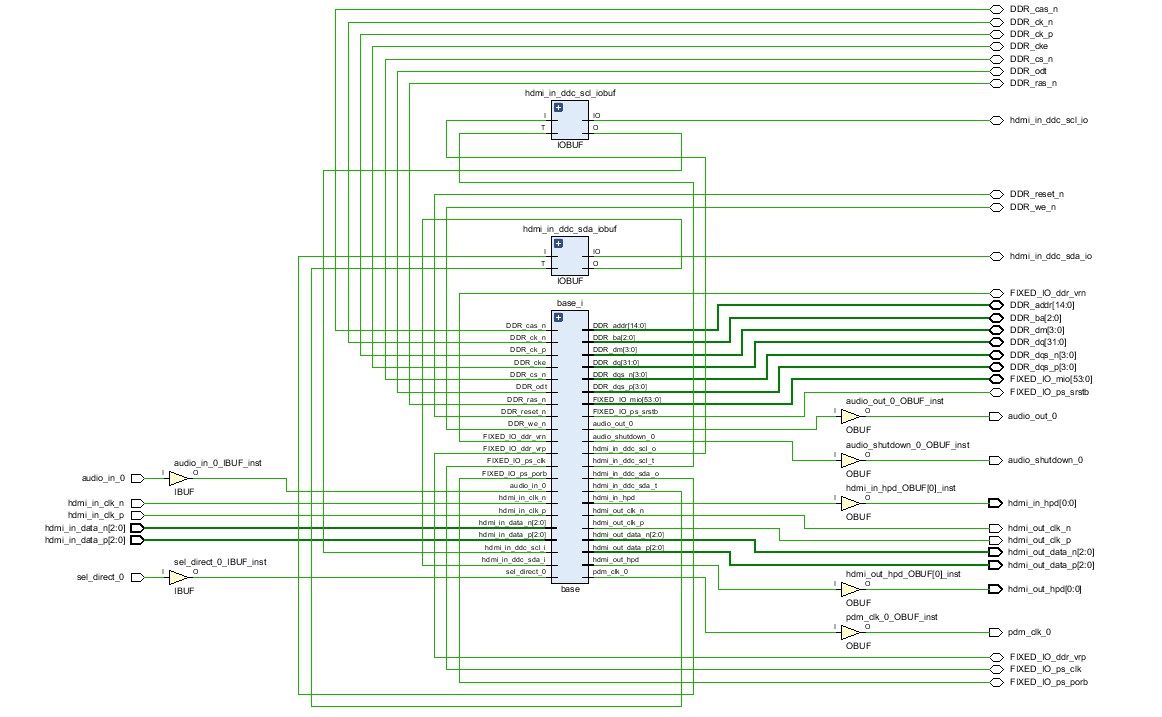 DDR_cas_n
DDR_ck_n
DDR_ck_p
DDR_cke
DDR_cs_n
DDR_odt
DDR_ras_n
hdmi_in_ddc_scl_iobuf
I
IO
T
O
IOBUF
hdmi_in_ddc_scl_io
DDR_reset_n
DDR_we_n
hdmi_in_ddc_sda_iobuf
I
IO
T
O
IOBUF
hdmi_in_ddc_sda_io
FIXED_IO_ddr_vrn
DDR_addr[14:0]
DDR_ba[2:0]
DDR_dm[3:0]
DDR_dq[31:0]
DDR_dqs_n[3:0]
DDR_dqs_p[3:0]
FIXED_IO_mio[53:0]
FIXED_IO_ps_srstb
base_i
DDR_cas_n
DDR_ck_n
DDR_ck_p
DDR_cke
DDR_cs_n
DDR_odt
DDR_ras_n
DDR_reset_n
DDR_we_n
FIXED_IO_ddr_vrn
FIXED_IO_ddr_vrp
FIXED_IO_ps_clk
FIXED_IO_ps_porb
audio_in_0
hdmi_in_clk_n
hdmi_in_clk_p
hdmi_in_data_n[2:0]
hdmi_in_data_p[2:0]
hdmi_in_ddc_scl_i
hdmi_in_ddc_sda_i
sel_direct_0
DDR_addr[14:0]
DDR_ba[2:0]
DDR_dm[3:0]
DDR_dq[31:0]
DDR_dqs_n[3:0]
DDR_dqs_p[3:0]
FIXED_IO_mio[53:0]
FIXED_IO_ps_srstb
audio_out_0
audio_shutdown_0
hdmi_in_ddc_scl_o
hdmi_in_ddc_scl_t
hdmi_in_ddc_sda_o
hdmi_in_ddc_sda_t
hdmi_in_hpd
hdmi_out_clk_n
hdmi_out_clk_p
hdmi_out_data_n[2:0]
hdmi_out_data_p[2:0]
hdmi_out_hpd
pdm_clk_0
base
audio_in_0
audio_in_0_IBUF_inst
I
O
IBUF
hdmi_in_clk_n
hdmi_in_clk_p
hdmi_in_data_n[2:0]
hdmi_in_data_p[2:0]
sel_direct_0
sel_direct_0_IBUF_inst
I
O
IBUF
audio_out_0_OBUF_inst
I
O
OBUF
audio_out_0
audio_shutdown_0_OBUF_inst
I
O
OBUF
audio_shutdown_0
hdmi_in_hpd_OBUF[0]_inst
I
O
OBUF
hdmi_in_hpd[0:0]
hdmi_out_clk_n
hdmi_out_clk_p
hdmi_out_data_n[2:0]
hdmi_out_data_p[2:0]
hdmi_out_hpd_OBUF[0]_inst
I
O
OBUF
hdmi_out_hpd[0:0]
pdm_clk_0_OBUF_inst
I
O
OBUF
pdm_clk_0
FIXED_IO_ddr_vrp
FIXED_IO_ps_clk
FIXED_IO_ps_porb